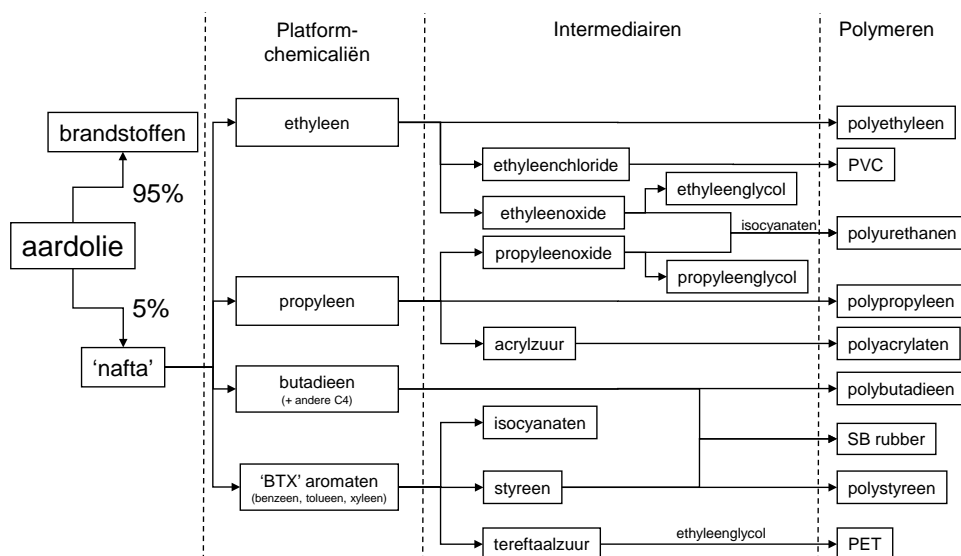 Platform-
chemicaliën
Intermediairen
Polymeren
brandstoffen
95%
aardolie
5%
‘nafta’
ethyleen
polyethyleen
ethyleenchloride
PVC
ethyleenglycol
ethyleenoxide
isocyanaten
polyurethanen
propyleenoxide
propyleenglycol
propyleen
polypropyleen
acrylzuur
polyacrylaten
butadieen
(+ andere C4)
polybutadieen
isocyanaten
SB rubber
‘BTX’ aromaten
(benzeen, tolueen, xyleen)
styreen
polystyreen
tereftaalzuur
ethyleenglycol
PET